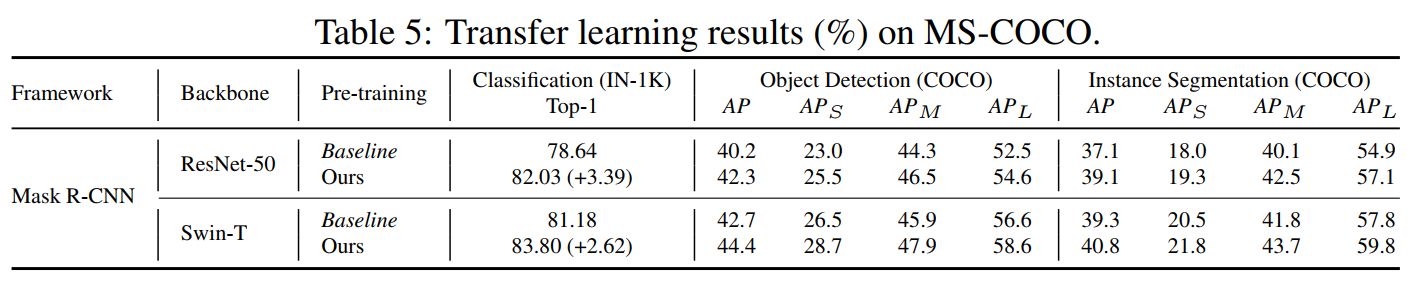 Table 5: Transfer learning results (%) on MS-COCO.
Framework Backbone Pre-training Classification (IN-1K) Top-1 Object Detection (COCO) Instance Segmentation (COCO)
AP AP_S AP_M AP_L AP AP_S AP_M AP_L
Mask R-CNN ResNet-50 Baseline 78.64 40.2 23.0 44.3 52.5 37.1 18.0 40.1 54.9
Ours 82.03 (+3.39) 42.3 25.5 46.5 54.6 39.1 19.3 42.5 57.1
Swin-T Baseline 81.18 42.7 26.5 45.9 56.6 39.3 20.5 41.8 57.8
Ours 83.80 (+2.62) 44.4 28.7 47.9 58.6 40.8 21.8 43.7 59.8